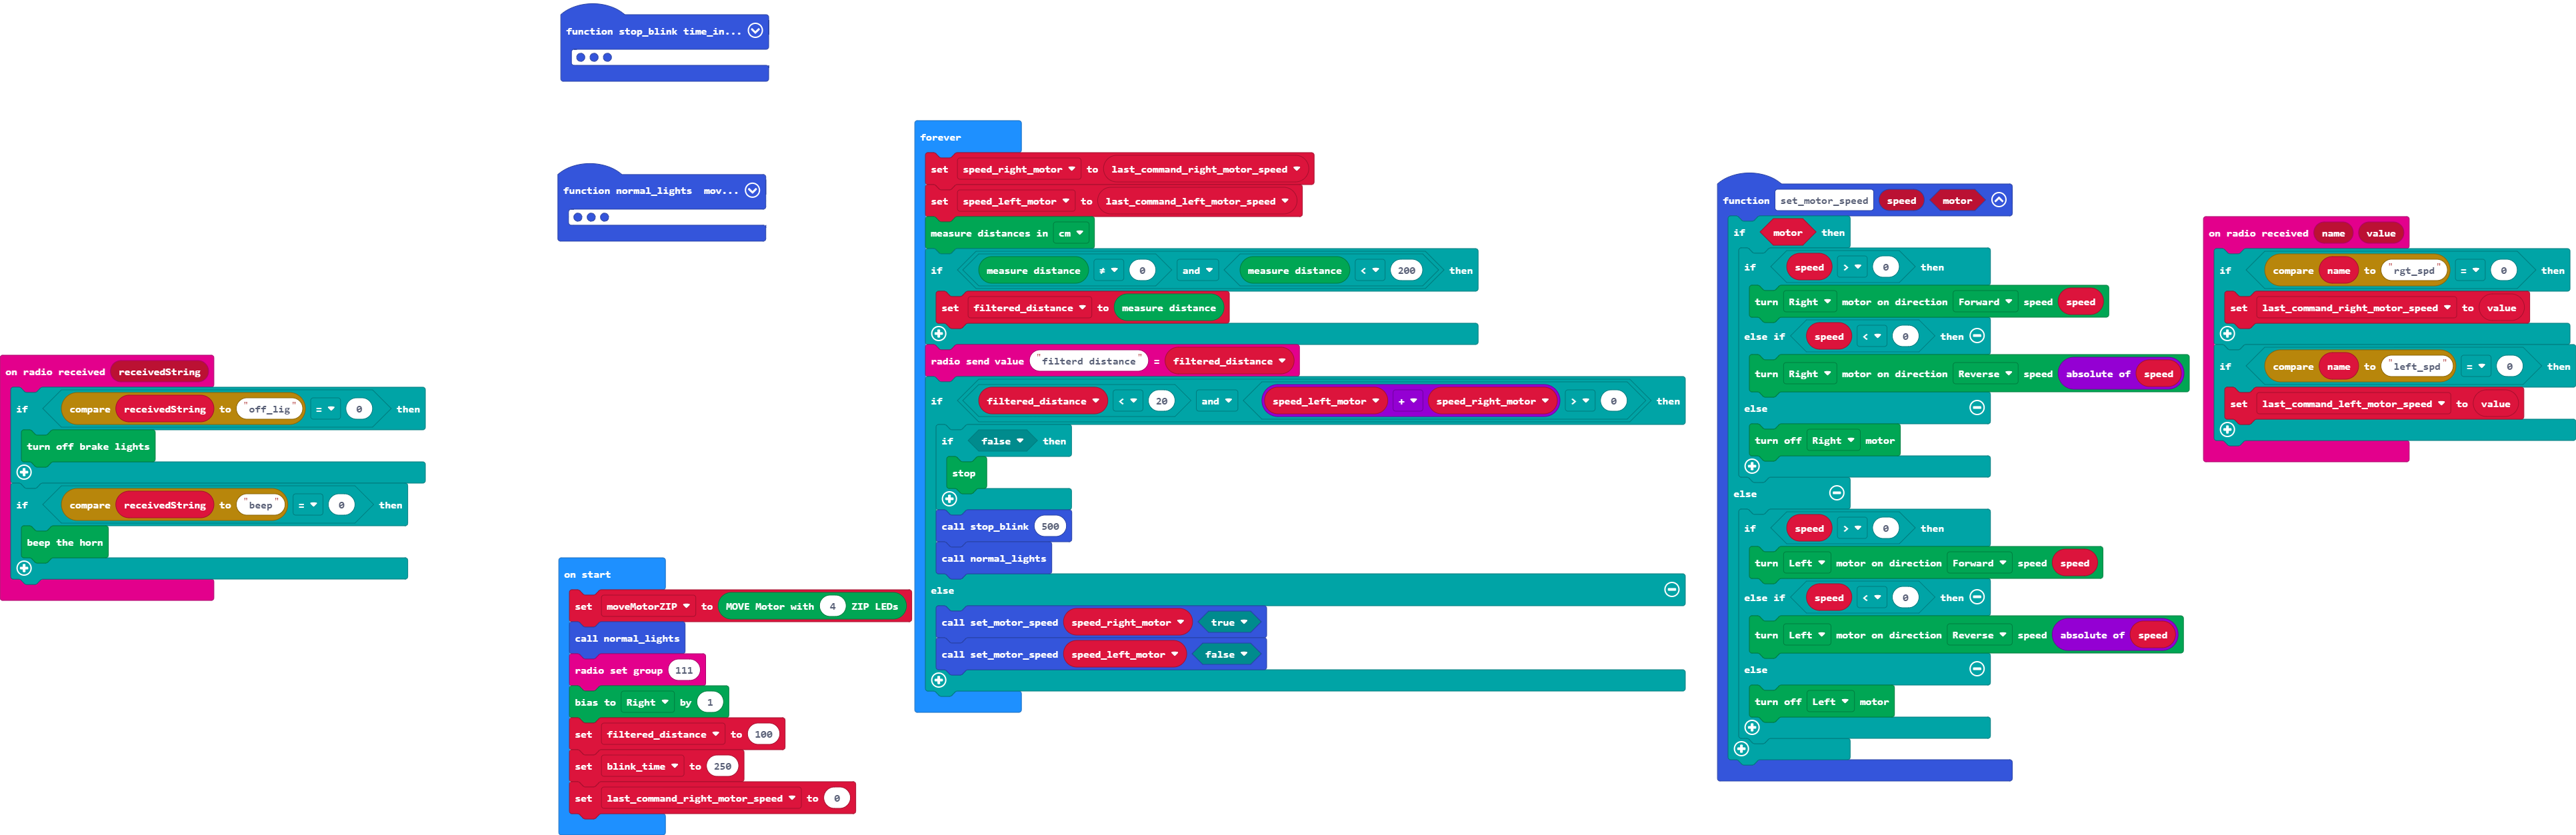 function stop_blink time_in...
function normal_lights mov...
on radio received receivedString
if compare receivedString to "off_lig" = 0 then
turn off brake lights
if compare receivedString to "beep" = 0 then
beep the horn
on start
set moveMotorZIP to MOVE Motor with 4 ZIP LEDs
call normal_lights
radio set group 111
bias to Right by 1
set filtered_distance to 100
set blink_time to 250
set last_command_right_motor_speed to 0
forever
set speed_right_motor to last_command_right_motor_speed
set speed_left_motor to last_command_left_motor_speed
measure distances in cm
if measure distance ≠ 0 and measure distance < 200 then
set filtered_distance to measure distance
radio send value "filterd distance" = filtered_distance
if filtered_distance < 20 and speed_left_motor + speed_right_motor > 0 then
if false then
stop
call stop_blink 500
call normal_lights
else
call set_motor_speed speed_right_motor true
call set_motor_speed speed_left_motor false
function set_motor_speed speed motor
if motor then
if speed > 0 then
turn Right motor on direction Forward speed speed
else if speed < 0 then
turn Right motor on direction Reverse speed absolute of speed
else
turn off Right motor
else
if speed > 0 then
turn Left motor on direction Forward speed speed
else if speed < 0 then
turn Left motor on direction Reverse speed absolute of speed
else
turn off Left motor
on radio received name value
if compare name to "rgt_spd" = 0 then
set last_command_right_motor_speed to value
if compare name to "left_spd" = 0 then
set last_command_left_motor_speed to value